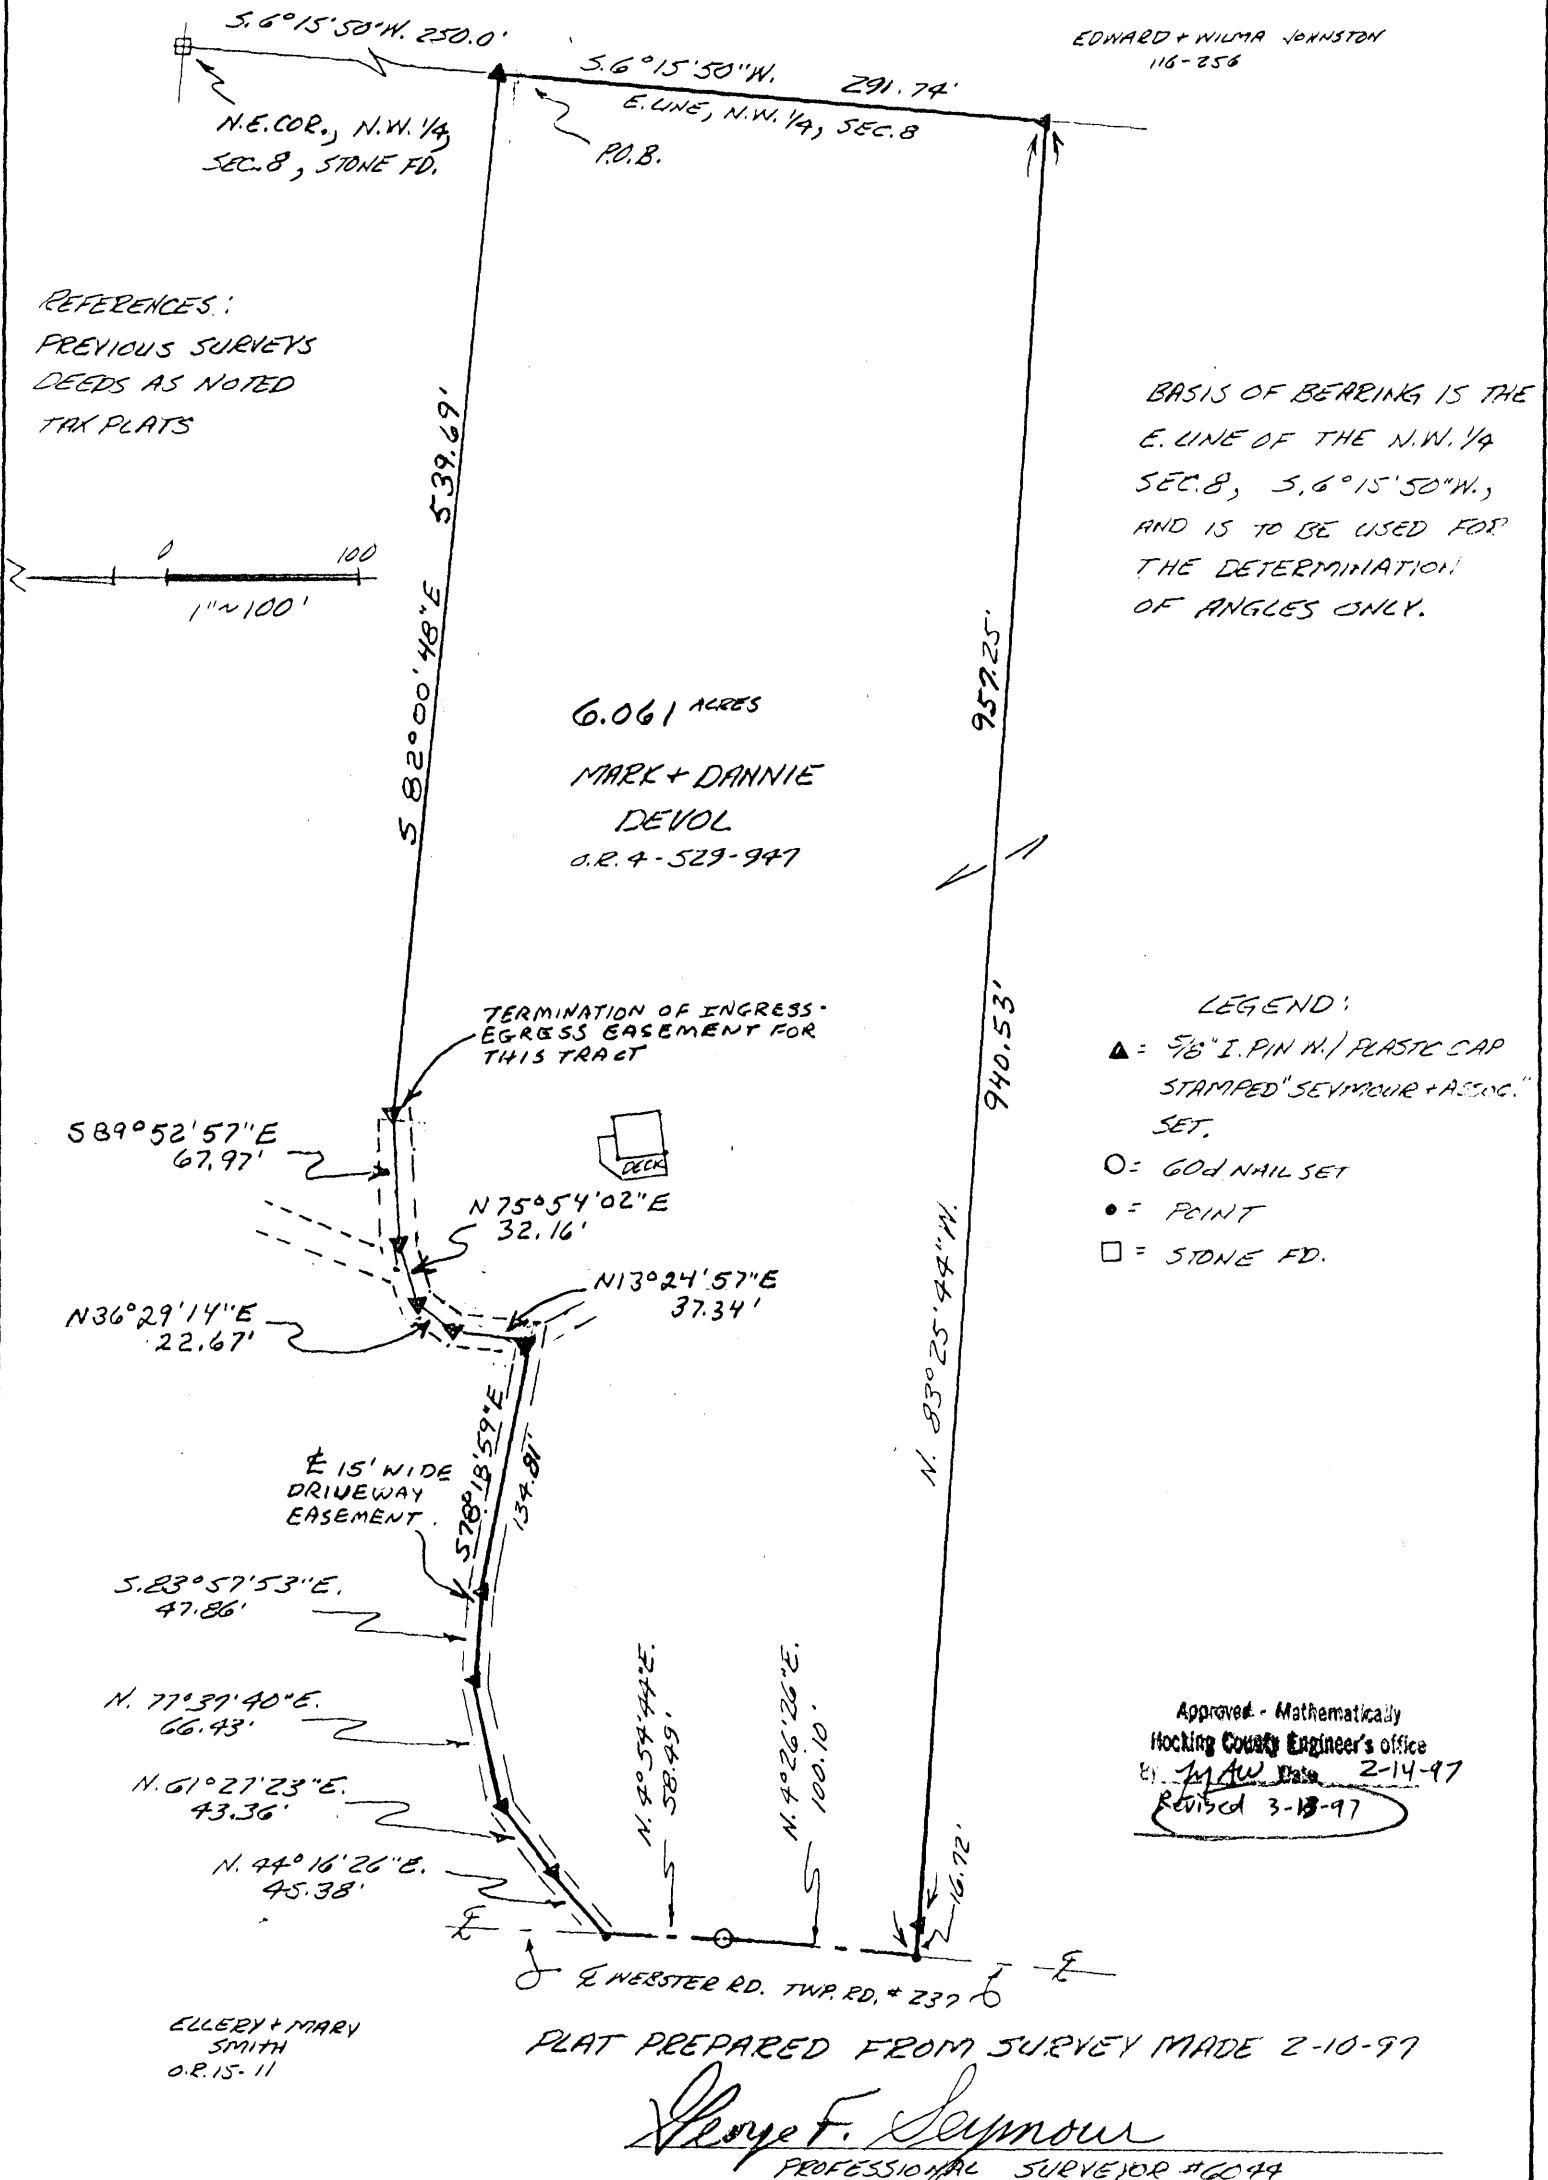 S. 6°15'50"W. 250.0'
EDWARD + WILMA JOHNSTON
116-256
S. 6°15'50"W. 291.74'
E. LINE, N.W. 1/4, SEC. 8
N.E. COR., N.W. 1/4,
SEC. 8, STONE FD.
P.O.B.
REFERENCES:
PREVIOUS SURVEYS
DEEDS AS NOTED
TAX PLATS
S 82°00'48"E 539.69'
BASIS OF BEARING IS THE
E. LINE OF THE N.W. 1/4
SEC. 8, S. 6°15'50"W.,
AND IS TO BE USED FOR
THE DETERMINATION
OF ANGLES ONLY.
0 100
1"~100'
957.25'
6.061 ACRES
MARK + DANNIE
DEVOL
O.R. 4-529-947
TERMINATION OF INGRESS-
EGRESS EASEMENT FOR
THIS TRACT
940.53'
LEGEND:
▲ = 5/8" I. PIN W./ PLASTC CAP
STAMPED "SEYMOUR + ASSOC."
SET.
O = 60d NAIL SET
• = POINT
□ = STONE FD.
S 89°52'57"E
67.97'
DECK
N 75°54'02"E
32.16'
N. 83°25'44"W.
N 13°24'57"E
37.34'
N 36°29'14"E
22.67'
S 78°18'59"E
134.81'
℄ 15' WIDE
DRIVEWAY
EASEMENT
S. 83°57'53"E.
47.86'
N. 77°37'40"E.
66.43'
N. 61°27'23"E.
43.36'
N. 44°16'26"E.
45.38'
N. 4°54'44"E.
58.49'
N. 4°26'26"E.
100.10'
16.72'
Approved - Mathematically
Hocking County Engineer's office
By Date 2-14-97
Revised 3-13-97
℄ ℄
℄ WEBSTER RD. TWP. RD. # 237
ELLERY + MARY
SMITH
O.R. 15-11
PLAT PREPARED FROM SURVEY MADE 2-10-97
George F. Seymour
PROFESSIONAL SURVEYOR #6044